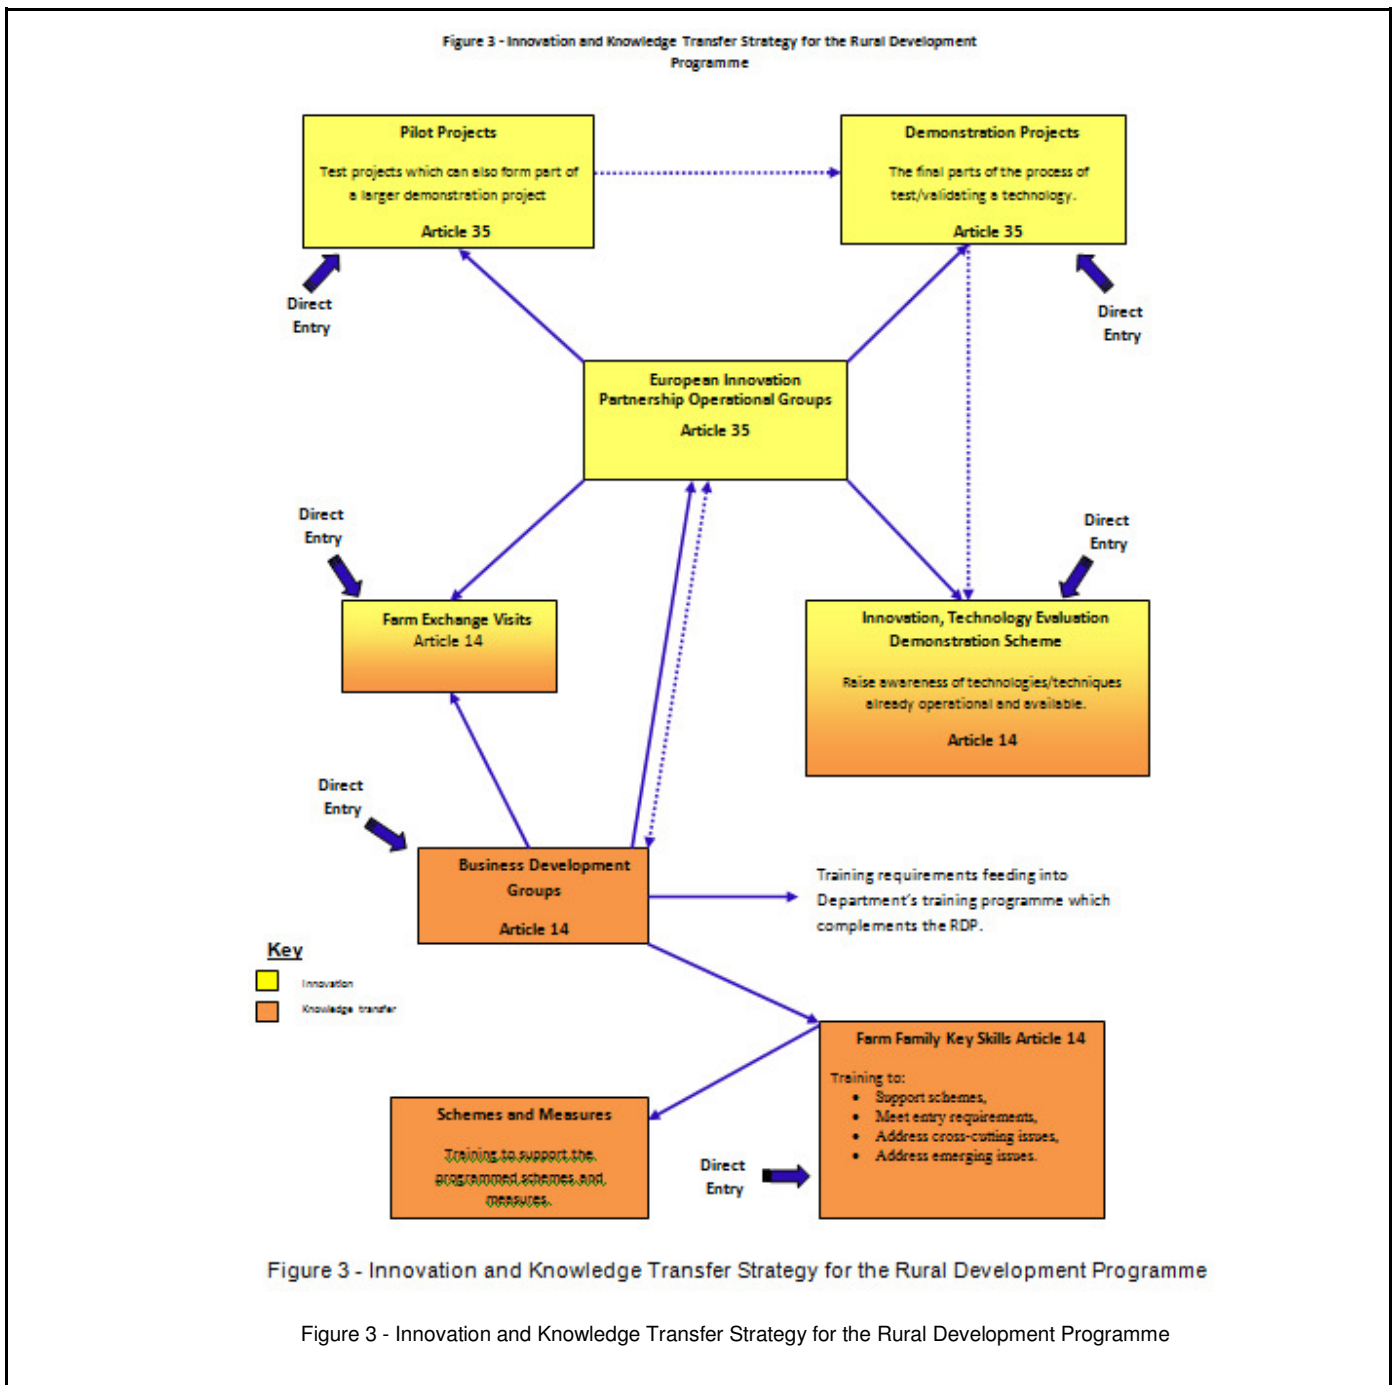 Figure 3 - Innovation and Knowledge Transfer Strategy for the Rural Development
Programme
Pilot Projects
Test projects which can also form part of
a larger demonstration project
Article 35
Demonstration Projects
The final parts of the process of
test/validating a technology.
Article 35
Direct
Entry
Direct
Entry
European Innovation
Partnership Operational Groups
Article 35
Direct
Entry
Direct
Entry
Farm Exchange Visits
Article 14
Innovation, Technology Evaluation
Demonstration Scheme
Raise awareness of technologies/techniques
already operational and available.
Article 14
Direct
Entry
Business Development
Groups
Article 14
Training requirements feeding into
Department's training programme which
complements the RDP.
Key
Innovation
Knowledge transfer
Farm Family Key Skills Article 14
Training to:
• Support schemes,
• Meet entry requirements,
• Address cross-cutting issues,
• Address emerging issues.
Schemes and Measures
Training to support the
programmed schemes and
measures.
Direct
Entry
Figure 3 - Innovation and Knowledge Transfer Strategy for the Rural Development Programme
Figure 3 - Innovation and Knowledge Transfer Strategy for the Rural Development Programme